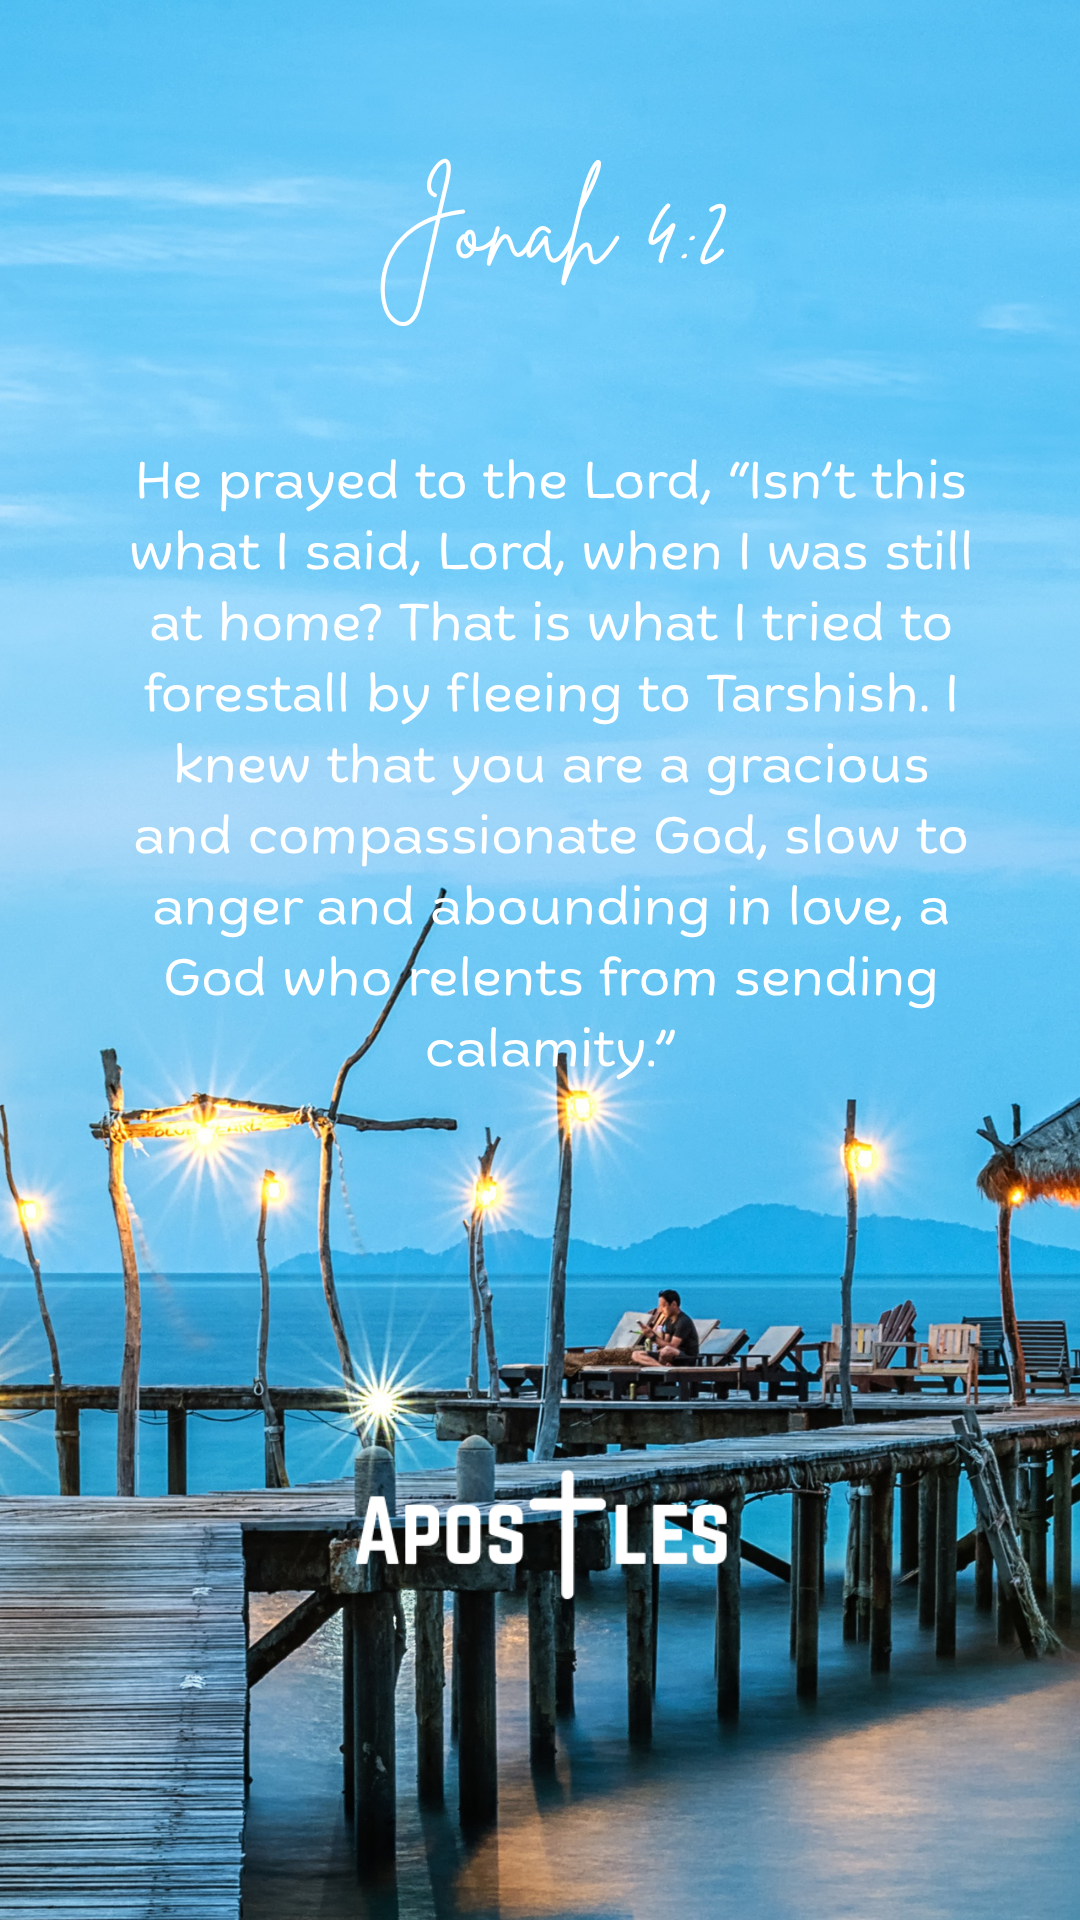 Jonah 4:2
He prayed to the Lord, “Isn’t this
what I said, Lord, when I was still
at home? That is what I tried to
forestall by fleeing to Tarshish. I
knew that you are a gracious
and compassionate God, slow to
anger and abounding in love, a
God who relents from sending
calamity.”
APOSTLES